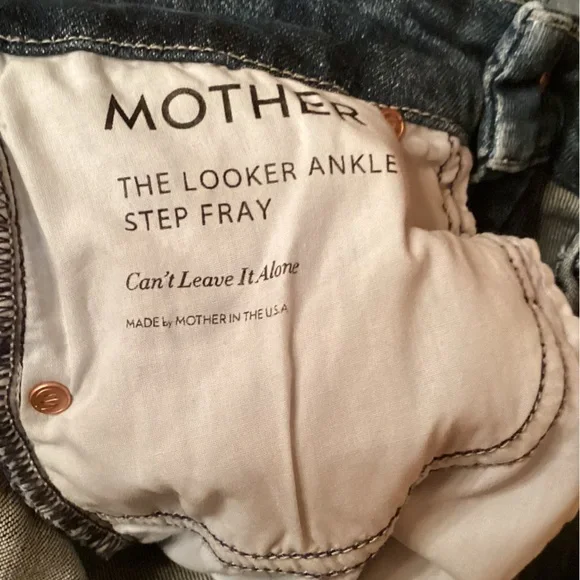 MOTHER
THE LOOKER ANKLE
STEP FRAY
Can't Leave It Alone
MADE by MOTHER IN THE U.S.A